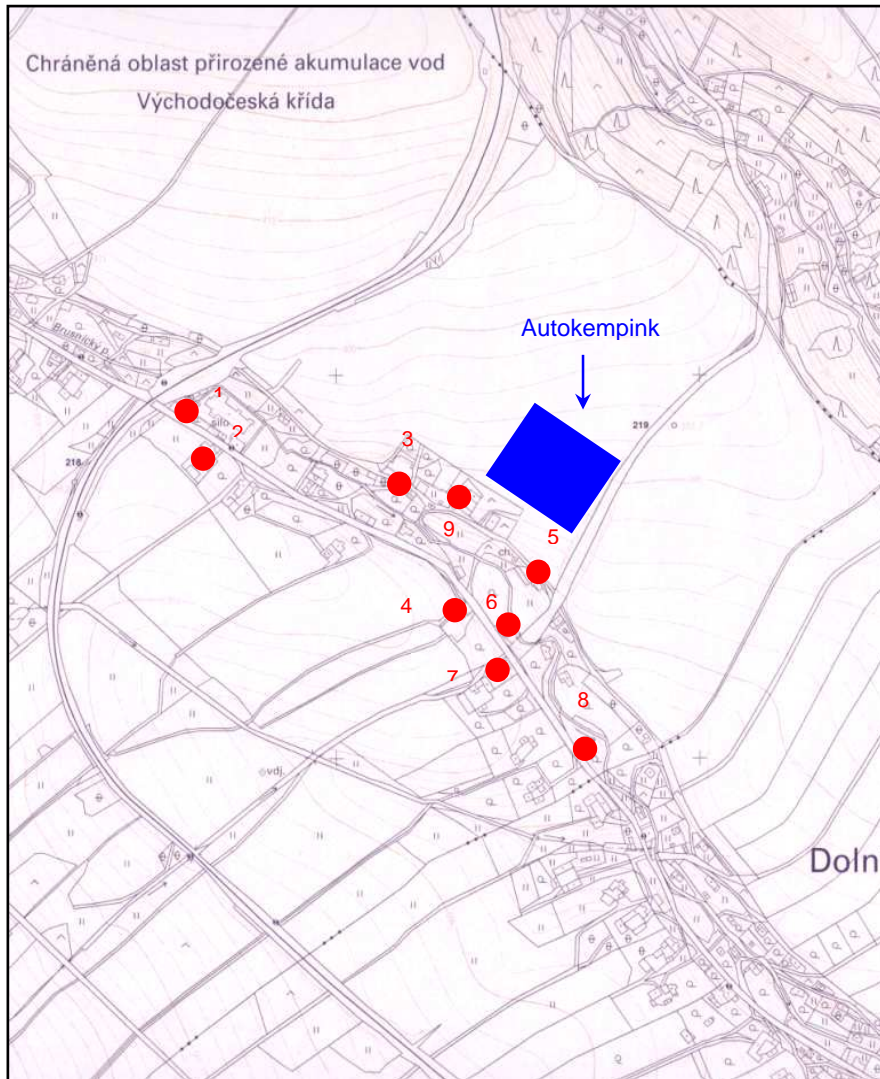 Chráněná oblast přirozené akumulace vod
Východočeská křída
Autokempink
Brusnický p.
1
silo
2
3
219
218
9
5
ch.
4
6
7
8
vdj.
Doln